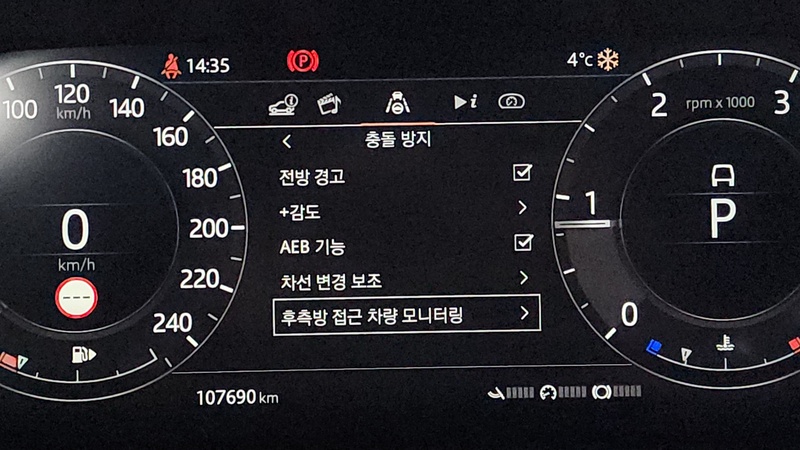 14:35
P
4°C
100
120
km/h
140
160
180
200
220
240
0
km/h
---
i
i
< 충돌 방지
전방 경고
+감도 >
AEB 기능
차선 변경 보조 >
후측방 접근 차량 모니터링 >
2
rpm x 1000
3
1
0
P
107690 km